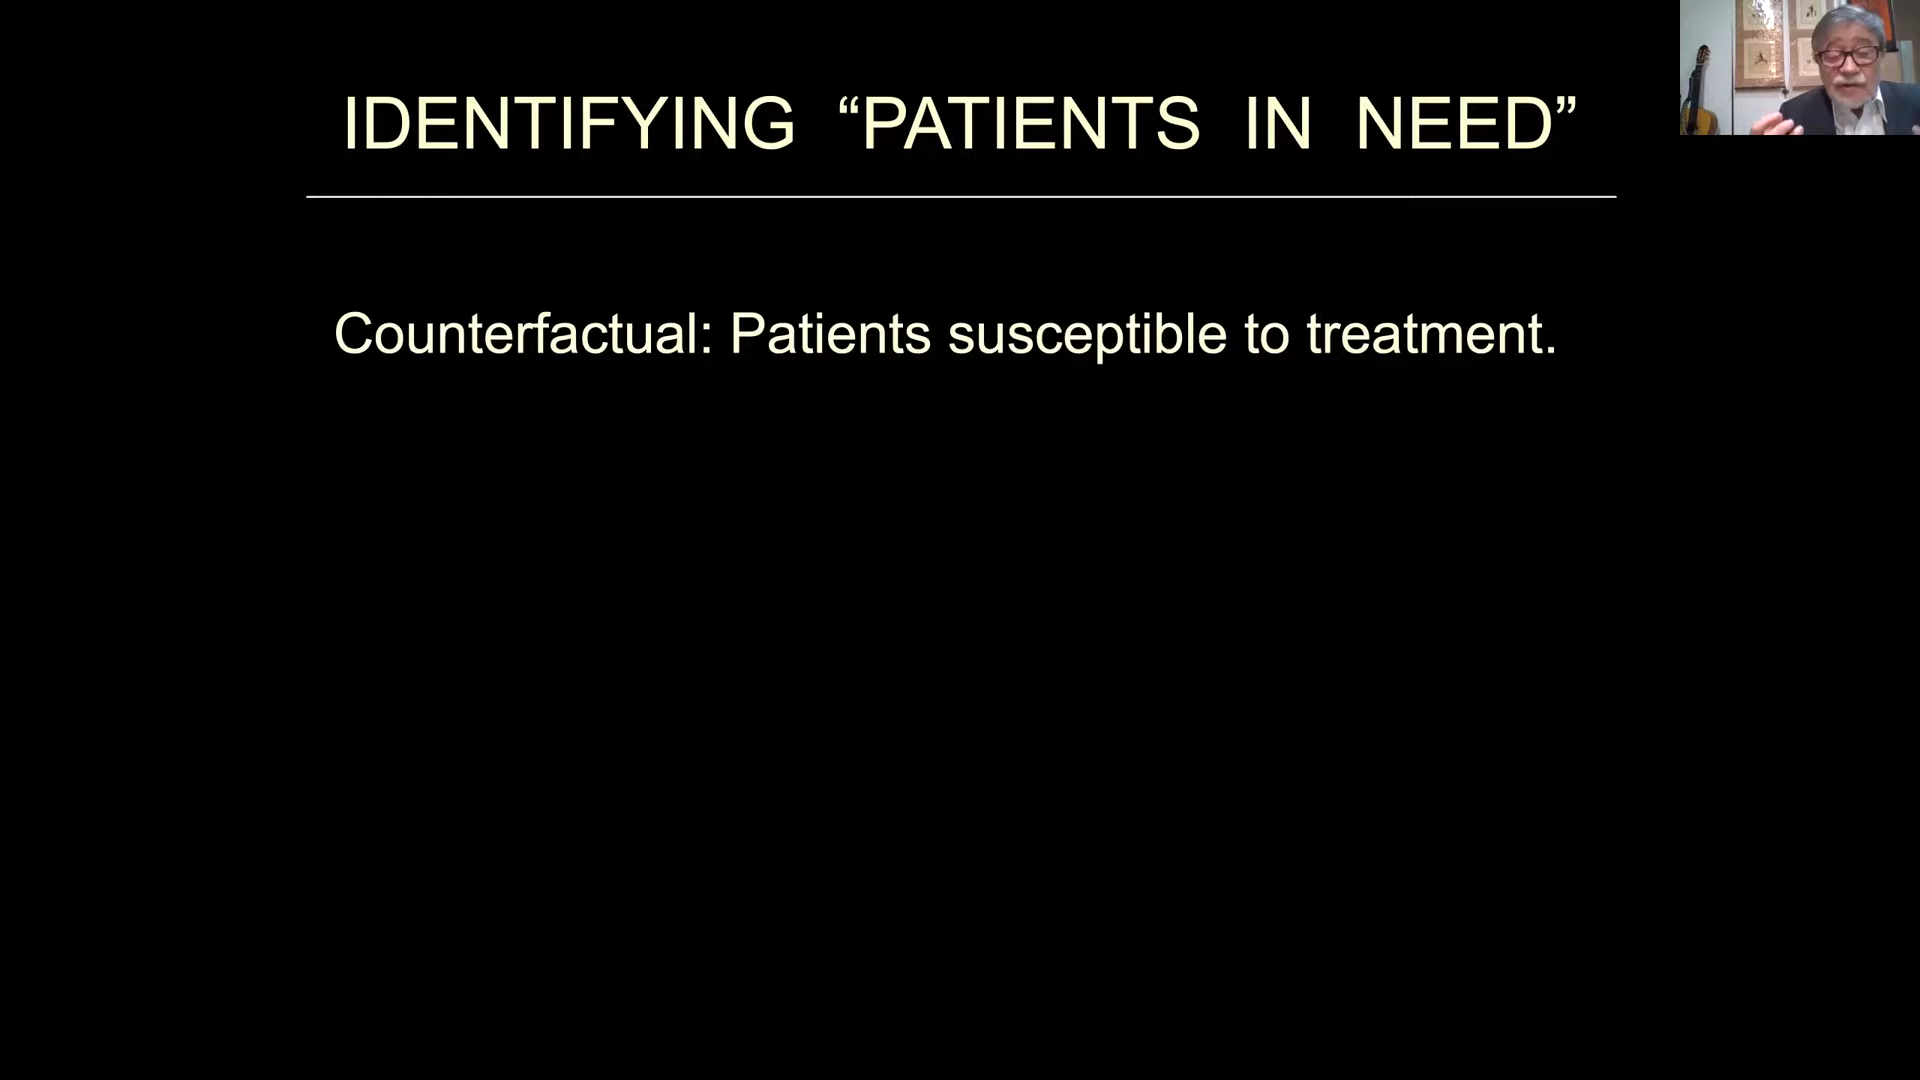 IDENTIFYING “PATIENTS IN NEED”
Counterfactual: Patients susceptible to treatment.